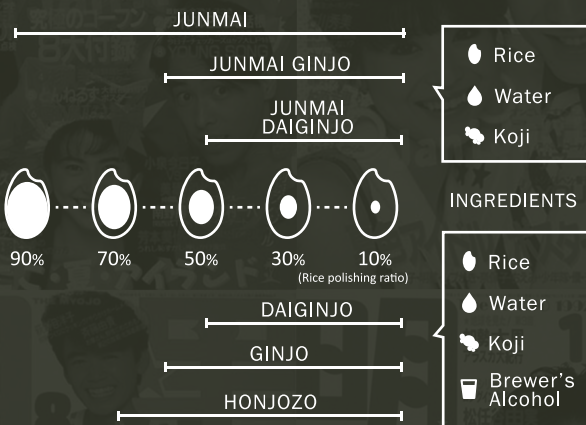 JUNMAI
JUNMAI GINJO
JUNMAI
DAIGINJO
Rice
Water
Koji
INGREDIENTS
90%
70%
50%
30%
10%
(Rice polishing ratio)
DAIGINJO
GINJO
HONJOZO
Rice
Water
Koji
Brewer's
Alcohol